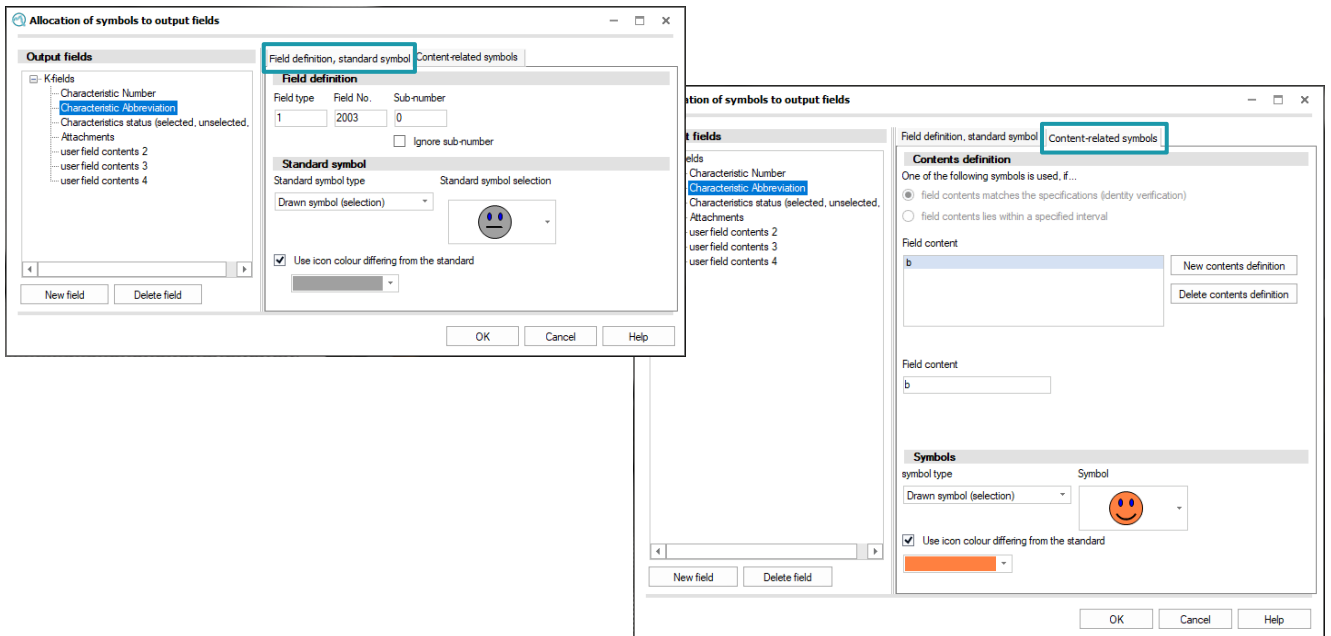 Allocation of symbols to output fields
Output fields
K-fields
Characteristic Number
Characteristic Abbreviation
Characteristics status (selected, unselected,
Attachments
user field contents 2
user field contents 3
user field contents 4
New field Delete field
Field definition, standard symbol Content-related symbols
Field definition
Field type Field No. Sub-number
1 2003 0
Ignore sub-number
Standard symbol
Standard symbol type Standard symbol selection
Drawn symbol (selection)
Use icon colour differing from the standard
OK Cancel Help
ation of symbols to output fields
t fields
elds
Characteristic Number
Characteristic Abbreviation
Characteristics status (selected, unselected,
Attachments
user field contents 2
user field contents 3
user field contents 4
New field Delete field
Field definition, standard symbol Content-related symbols
Contents definition
One of the following symbols is used, if...
field contents matches the specifications (identity verification)
field contents lies within a specified interval
Field content
b
New contents definition
Delete contents definition
Field content
b
Symbols
symbol type Symbol
Drawn symbol (selection)
Use icon colour differing from the standard
OK Cancel Help